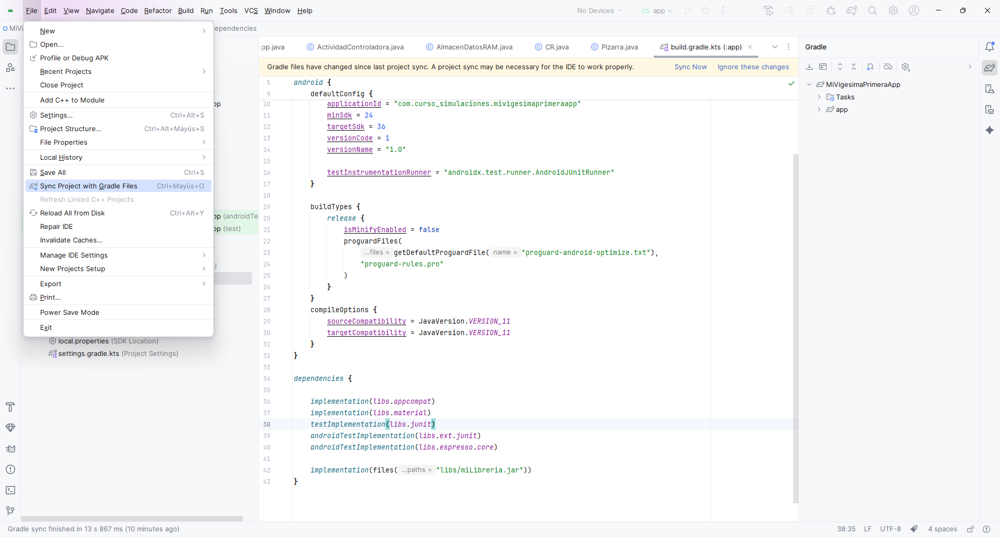 File Edit View Navigate Code Refactor Build Run Tools VCS Window Help
No Devices app
MiVi ependencies
New
Open...
Profile or Debug APK
Recent Projects
Close Project
Add C++ to Module
Settings... Ctrl+Alt+S
Project Structure... Ctrl+Alt+Mayús+S
File Properties
Local History
Save All Ctrl+S
Sync Project with Gradle Files Ctrl+Mayús+O
Refresh Linked C++ Projects
Reload All from Disk Ctrl+Alt+Y
Repair IDE
Invalidate Caches...
Manage IDE Settings
New Projects Setup
Export
Print...
Power Save Mode
Exit
pp
pp (androidTe
pp (test)
local.properties (SDK Location)
settings.gradle.kts (Project Settings)
pp.java ActividadControladora.java AlmacenDatosRAM.java CR.java Pizarra.java build.gradle.kts (:app)
Gradle files have changed since last project sync. A project sync may be necessary for the IDE to work properly. Sync Now Ignore these changes
5 android {
9 defaultConfig {
10 applicationId = "com.curso_simulaciones.mivigesimaprimeraapp"
11 minSdk = 24
12 targetSdk = 36
13 versionCode = 1
14 versionName = "1.0"
15
16 testInstrumentationRunner = "androidx.test.runner.AndroidJUnitRunner"
17 }
18
19 buildTypes {
20 release {
21 isMinifyEnabled = false
22 proguardFiles(
23 ...files = getDefaultProguardFile( name = "proguard-android-optimize.txt"),
24 "proguard-rules.pro"
25 )
26 }
27 }
28 compileOptions {
29 sourceCompatibility = JavaVersion.VERSION_11
30 targetCompatibility = JavaVersion.VERSION_11
31 }
32 }
33
34 dependencies {
35
36 implementation(libs.appcompat)
37 implementation(libs.material)
38 testImplementation(libs.junit)
39 androidTestImplementation(libs.ext.junit)
40 androidTestImplementation(libs.espresso.core)
41
42 implementation(files( ...paths = "libs/miLibreria.jar"))
43 }
Gradle
MiVigesimaPrimeraApp
Tasks
app
Gradle sync finished in 13 s 867 ms (10 minutes ago)
38:35 LF UTF-8 4 spaces